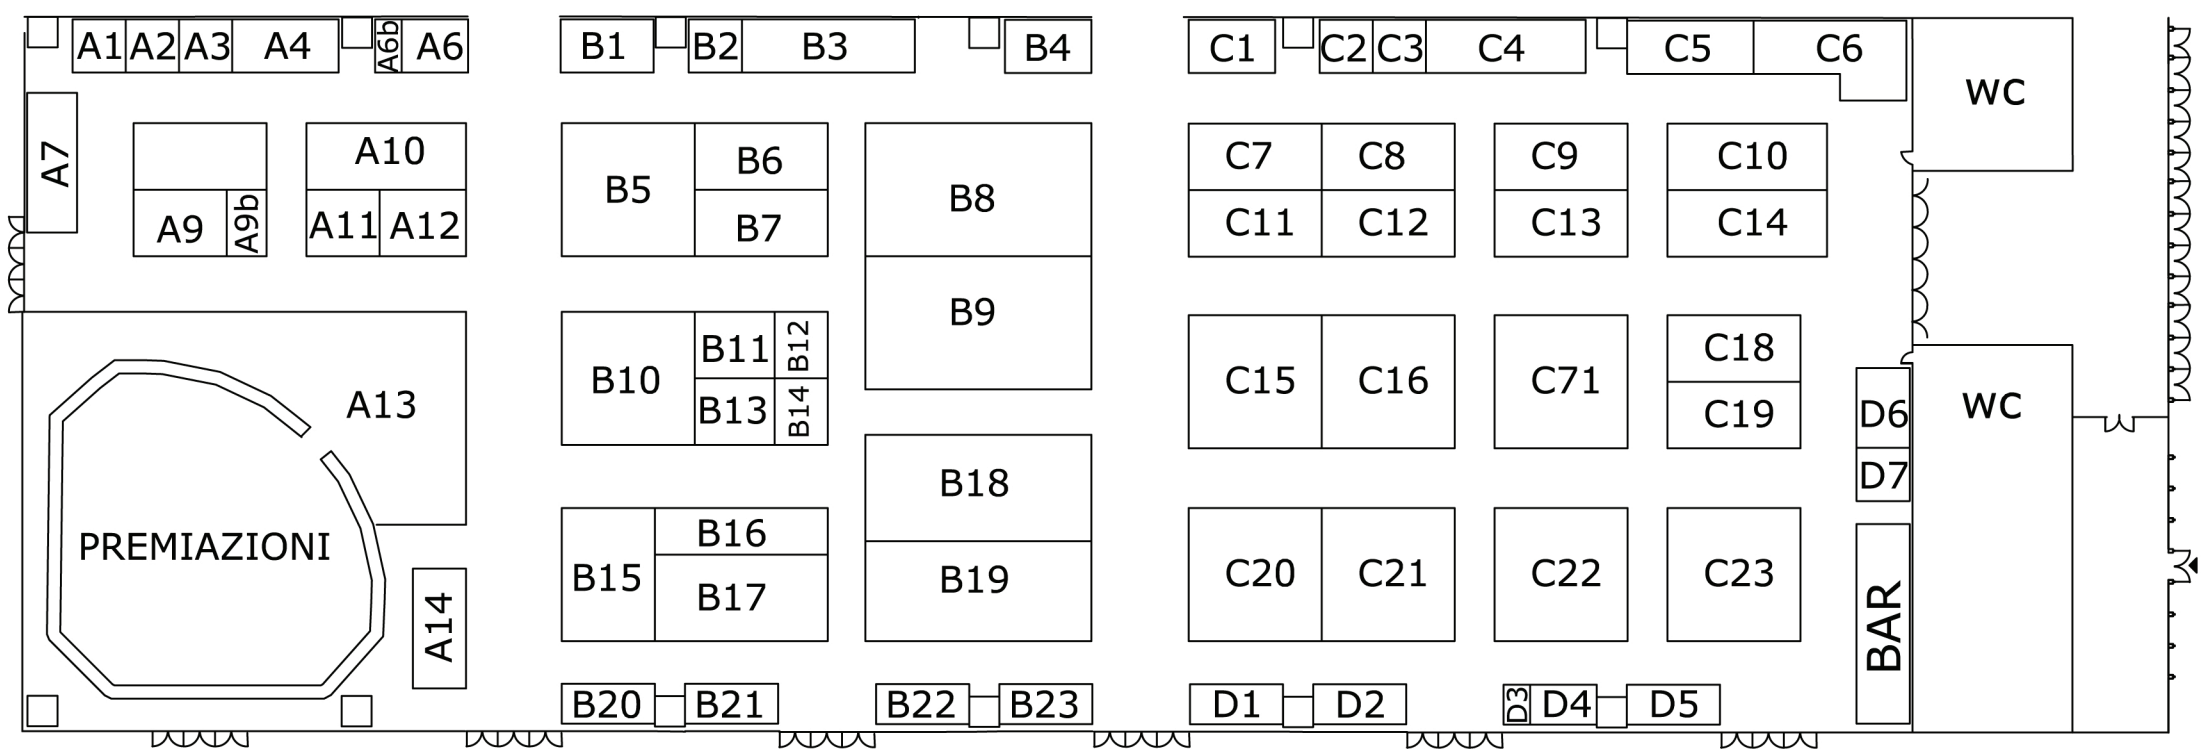 A1 A2 A3 A4 A6b A6 B1 B2 B3 B4 C1 C2 C3 C4 C5 C6
WC
A7 A10 B5 B6 B8 C7 C8 C9 C10
A9 A9b A11 A12 B7 C11 C12 C13 C14
B9
A13 B10 B11 B12 C15 C16 C71 C18
B13 B14 C19 D6 WC
B18 D7
PREMIAZIONI B15 B16 B19 C20 C21 C22 C23
A14 B17 BAR
B20 B21 B22 B23 D1 D2 D3 D4 D5